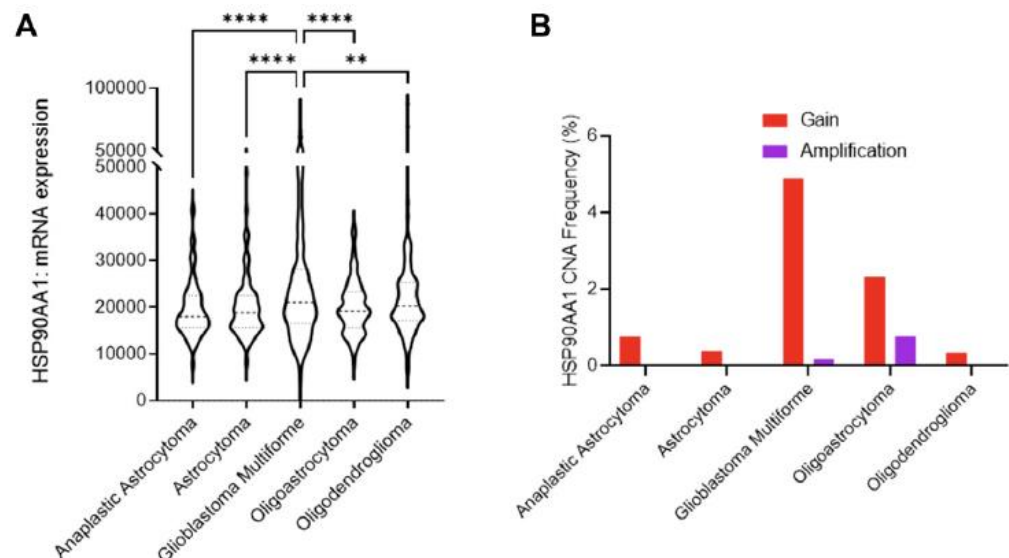 A
**** ****
**** **
HSP90AA1: mRNA expression
100000
50000
50000
40000
30000
20000
10000
0
Anaplastic Astrocytoma
Astrocytoma
Glioblastoma Multiforme
Oligoastrocytoma
Oligodendroglioma
B
HSP90AA1 CNA Frequency (%)
Gain
Amplification
6
4
2
0
Anaplastic Astrocytoma
Astrocytoma
Glioblastoma Multiforme
Oligoastrocytoma
Oligodendroglioma